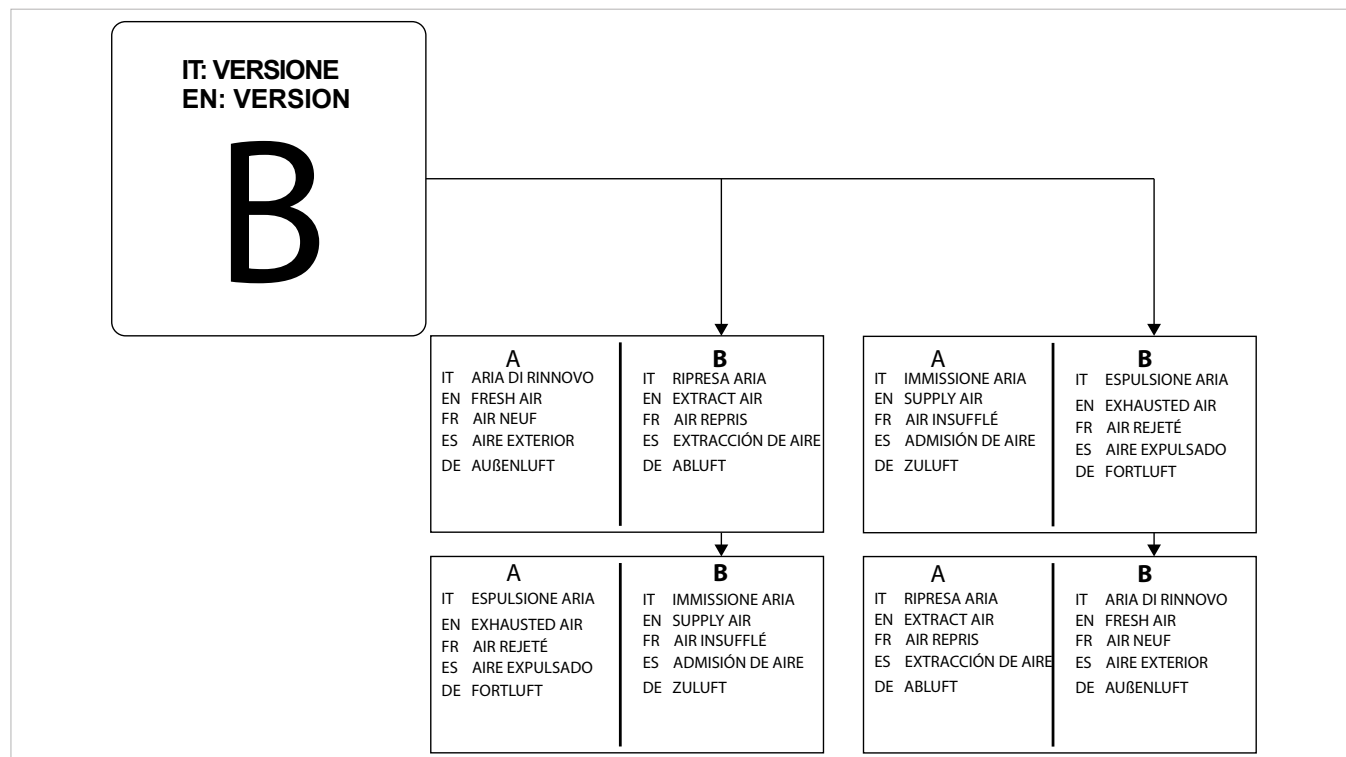 IT: VERSIONE
EN: VERSION
B
A
IT ARIA DI RINNOVO
EN FRESH AIR
FR AIR NEUF
ES AIRE EXTERIOR
DE AUßENLUFT
B
IT RIPRESA ARIA
EN EXTRACT AIR
FR AIR REPRIS
ES EXTRACCIÓN DE AIRE
DE ABLUFT
A
IT IMMISSIONE ARIA
EN SUPPLY AIR
FR AIR INSUFFLÉ
ES ADMISIÓN DE AIRE
DE ZULUFT
B
IT ESPULSIONE ARIA
EN EXHAUSTED AIR
FR AIR REJETÉ
ES AIRE EXPULSADO
DE FORTLUFT
A
IT ESPULSIONE ARIA
EN EXHAUSTED AIR
FR AIR REJETÉ
ES AIRE EXPULSADO
DE FORTLUFT
B
IT IMMISSIONE ARIA
EN SUPPLY AIR
FR AIR INSUFFLÉ
ES ADMISIÓN DE AIRE
DE ZULUFT
A
IT RIPRESA ARIA
EN EXTRACT AIR
FR AIR REPRIS
ES EXTRACCIÓN DE AIRE
DE ABLUFT
B
IT ARIA DI RINNOVO
EN FRESH AIR
FR AIR NEUF
ES AIRE EXTERIOR
DE AUßENLUFT